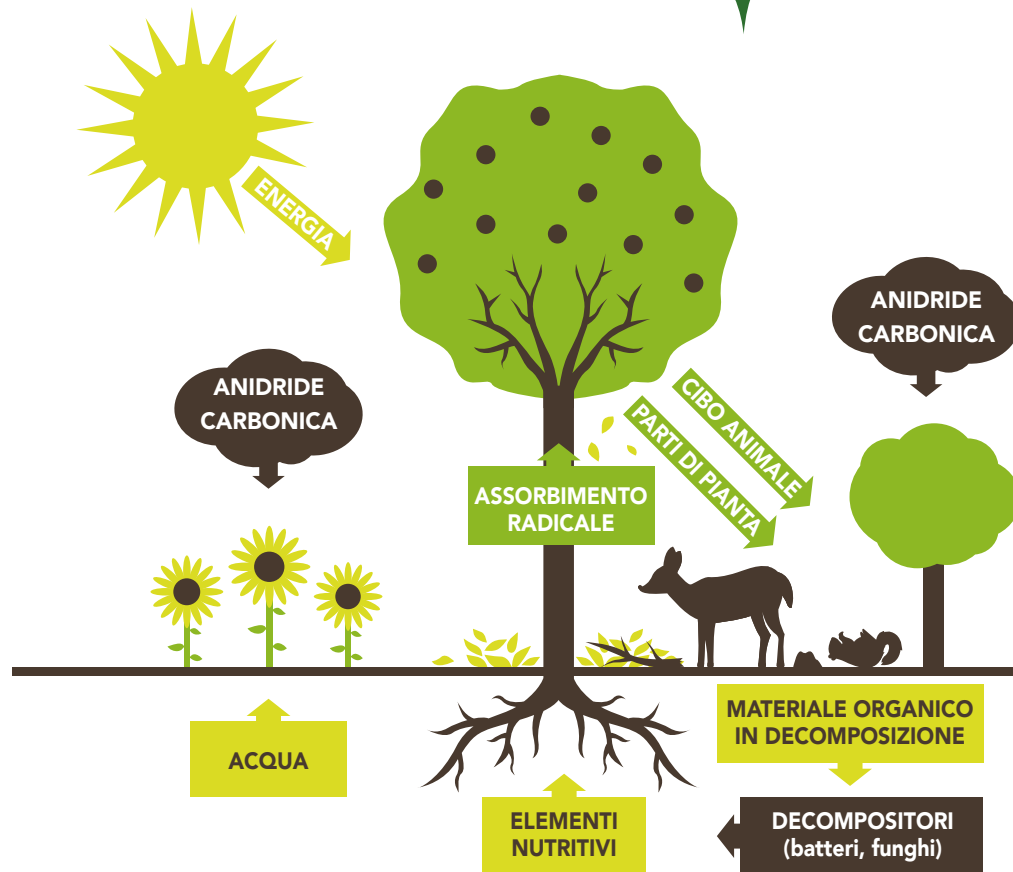 ENERGIA
ANIDRIDE
CARBONICA
ANIDRIDE
CARBONICA
CIBO ANIMALE
PARTI DI PIANTA
ASSORBIMENTO
RADICALE
ACQUA
MATERIALE ORGANICO
IN DECOMPOSIZIONE
ELEMENTI
NUTRITIVI
DECOMPOSITORI
(batteri, funghi)